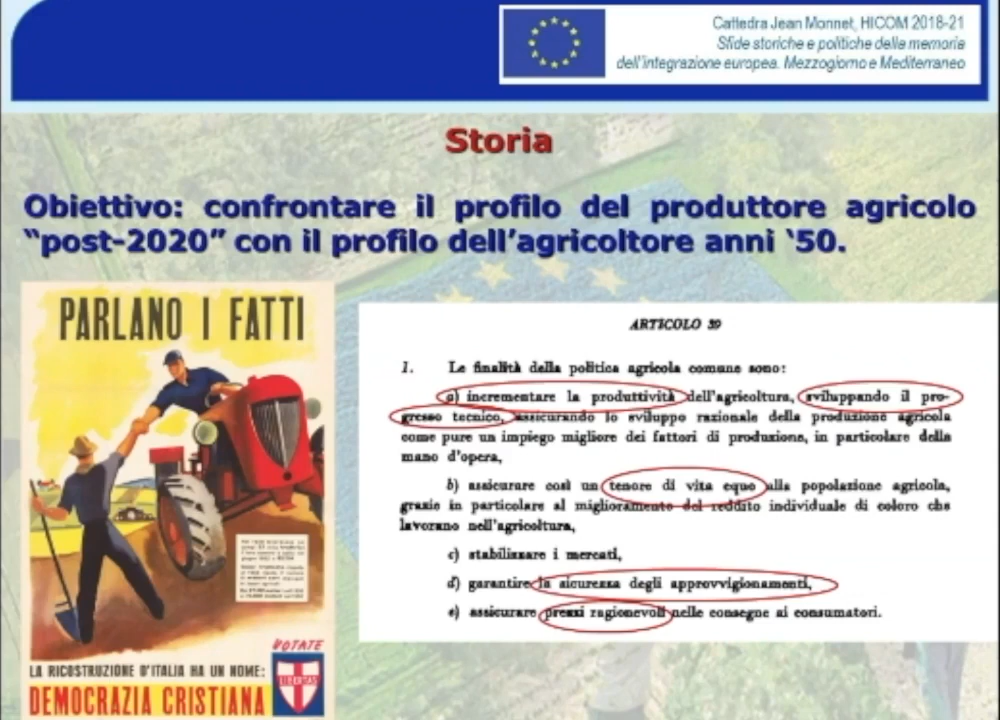 Cattedra Jean Monnet, HICOM 2018-21
Sfide storiche e politiche della memoria
dell'integrazione europea. Mezzogiorno e Mediterraneo
Storia
Obiettivo: confrontare il profilo del produttore agricolo
“post-2020” con il profilo dell’agricoltore anni ‘50.
PARLANO I FATTI
VOTATE
LIBERTAS
LA RICOSTRUZIONE D'ITALIA HA UN NOME:
DEMOCRAZIA CRISTIANA
ARTICOLO 39
1. Le finalità della politica agricola comune sono:
a) incrementare la produttività dell'agricoltura, sviluppando il pro-
gresso tecnico, assicurando lo sviluppo razionale della produzione agricola
come pure un impiego migliore dei fattori di produzione, in particolare della
mano d'opera,
b) assicurare così un tenore di vita equo alla popolazione agricola,
grazie in particolare al miglioramento del reddito individuale di coloro che
lavorano nell'agricoltura,
c) stabilizzare i mercati,
d) garantire la sicurezza degli approvvigionamenti,
e) assicurare prezzi ragionevoli nelle consegne ai consumatori.